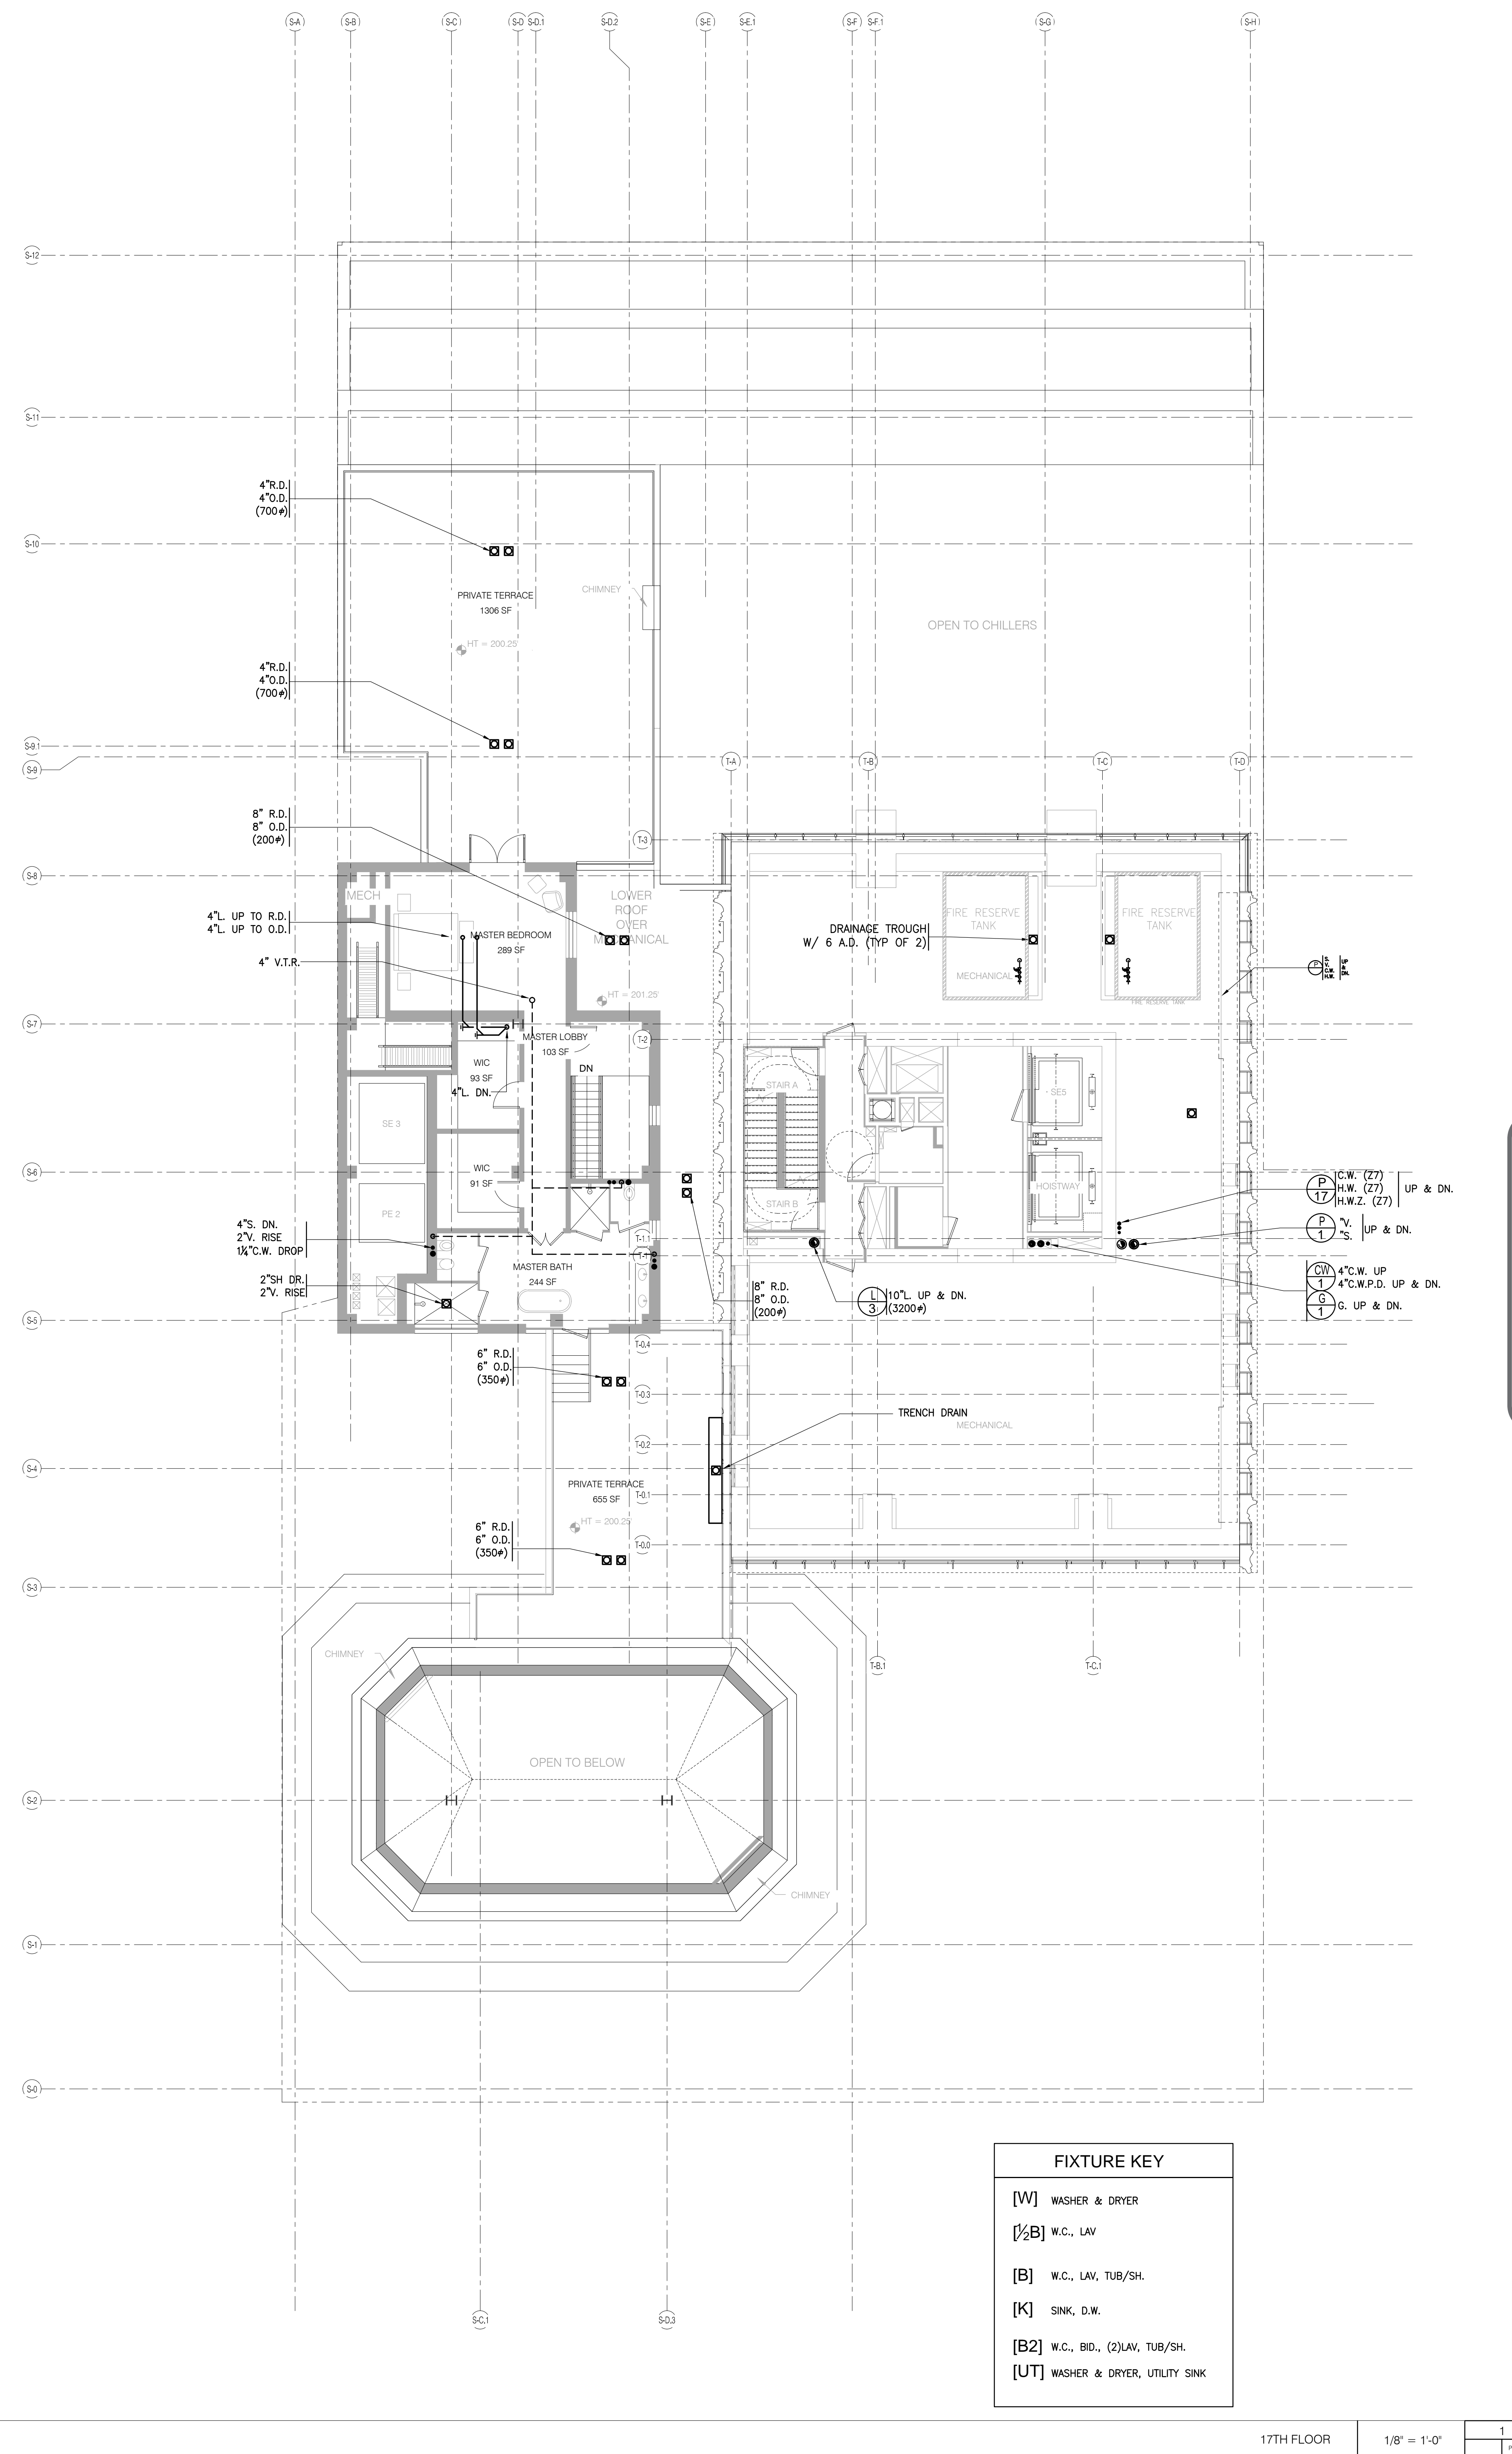 S-A
S-B
S-C
S-D
S-D.1
S-D.2
S-E
S-E.1
S-F
S-F.1
S-G
S-H
S-12
S-11
4"R.D.
4"O.D.
(700⌀)
S-10
PRIVATE TERRACE
1306 SF
CHIMNEY
OPEN TO CHILLERS
HT = 200.25'
4"R.D.
4"O.D.
(700⌀)
S-9.1
S-9
T-A
T-B
T-C
T-D
8" R.D.
8" O.D.
(200⌀)
T-3
S-8
MECH
LOWER
ROOF
OVER
MECHANICAL
4"L. UP TO R.D.
4"L. UP TO O.D.
MASTER BEDROOM
289 SF
FIRE RESERVE
TANK
FIRE RESERVE
TANK
DRAINAGE TROUGH
W/ 6 A.D. (TYP OF 2)
4" V.T.R.
MECHANICAL
P
S.
V.
C.W.
H.W.
UP
&
DN.
HT = 201.25'
FIRE RESERVE TANK
S-7
MASTER LOBBY
103 SF
T-2
WIC
93 SF
DN
4"L. DN.
STAIR A
SE5
SE 3
S-6
WIC
91 SF
STAIR B
HOISTWAY
P
17
C.W. (Z7)
H.W. (Z7)
H.W.Z. (Z7)
UP & DN.
PE 2
4"S. DN.
2"V. RISE
1¼"C.W. DROP
T-1.1
T-1
P
1
"V.
"S.
UP & DN.
MASTER BATH
244 SF
2"SH DR.
2"V. RISE
8" R.D.
8" O.D.
(200⌀)
L
3
10"L. UP & DN.
(3200⌀)
CW
1
4"C.W. UP
4"C.W.P.D. UP & DN.
G
1
G. UP & DN.
S-5
T-0.4
6" R.D.
6" O.D.
(350⌀)
T-0.3
TRENCH DRAIN
MECHANICAL
T-0.2
S-4
PRIVATE TERRACE
655 SF
T-0.1
HT = 200.25'
6" R.D.
6" O.D.
(350⌀)
T-0.0
S-3
CHIMNEY
T-B.1
T-C.1
OPEN TO BELOW
S-2
CHIMNEY
S-1
S-0
S-C.1
S-D.3
FIXTURE KEY
[W] WASHER & DRYER
[½B] W.C., LAV
[B] W.C., LAV, TUB/SH.
[K] SINK, D.W.
[B2] W.C., BID., (2)LAV, TUB/SH.
[UT] WASHER & DRYER, UTILITY SINK
17TH FLOOR
1/8" = 1'-0"
1